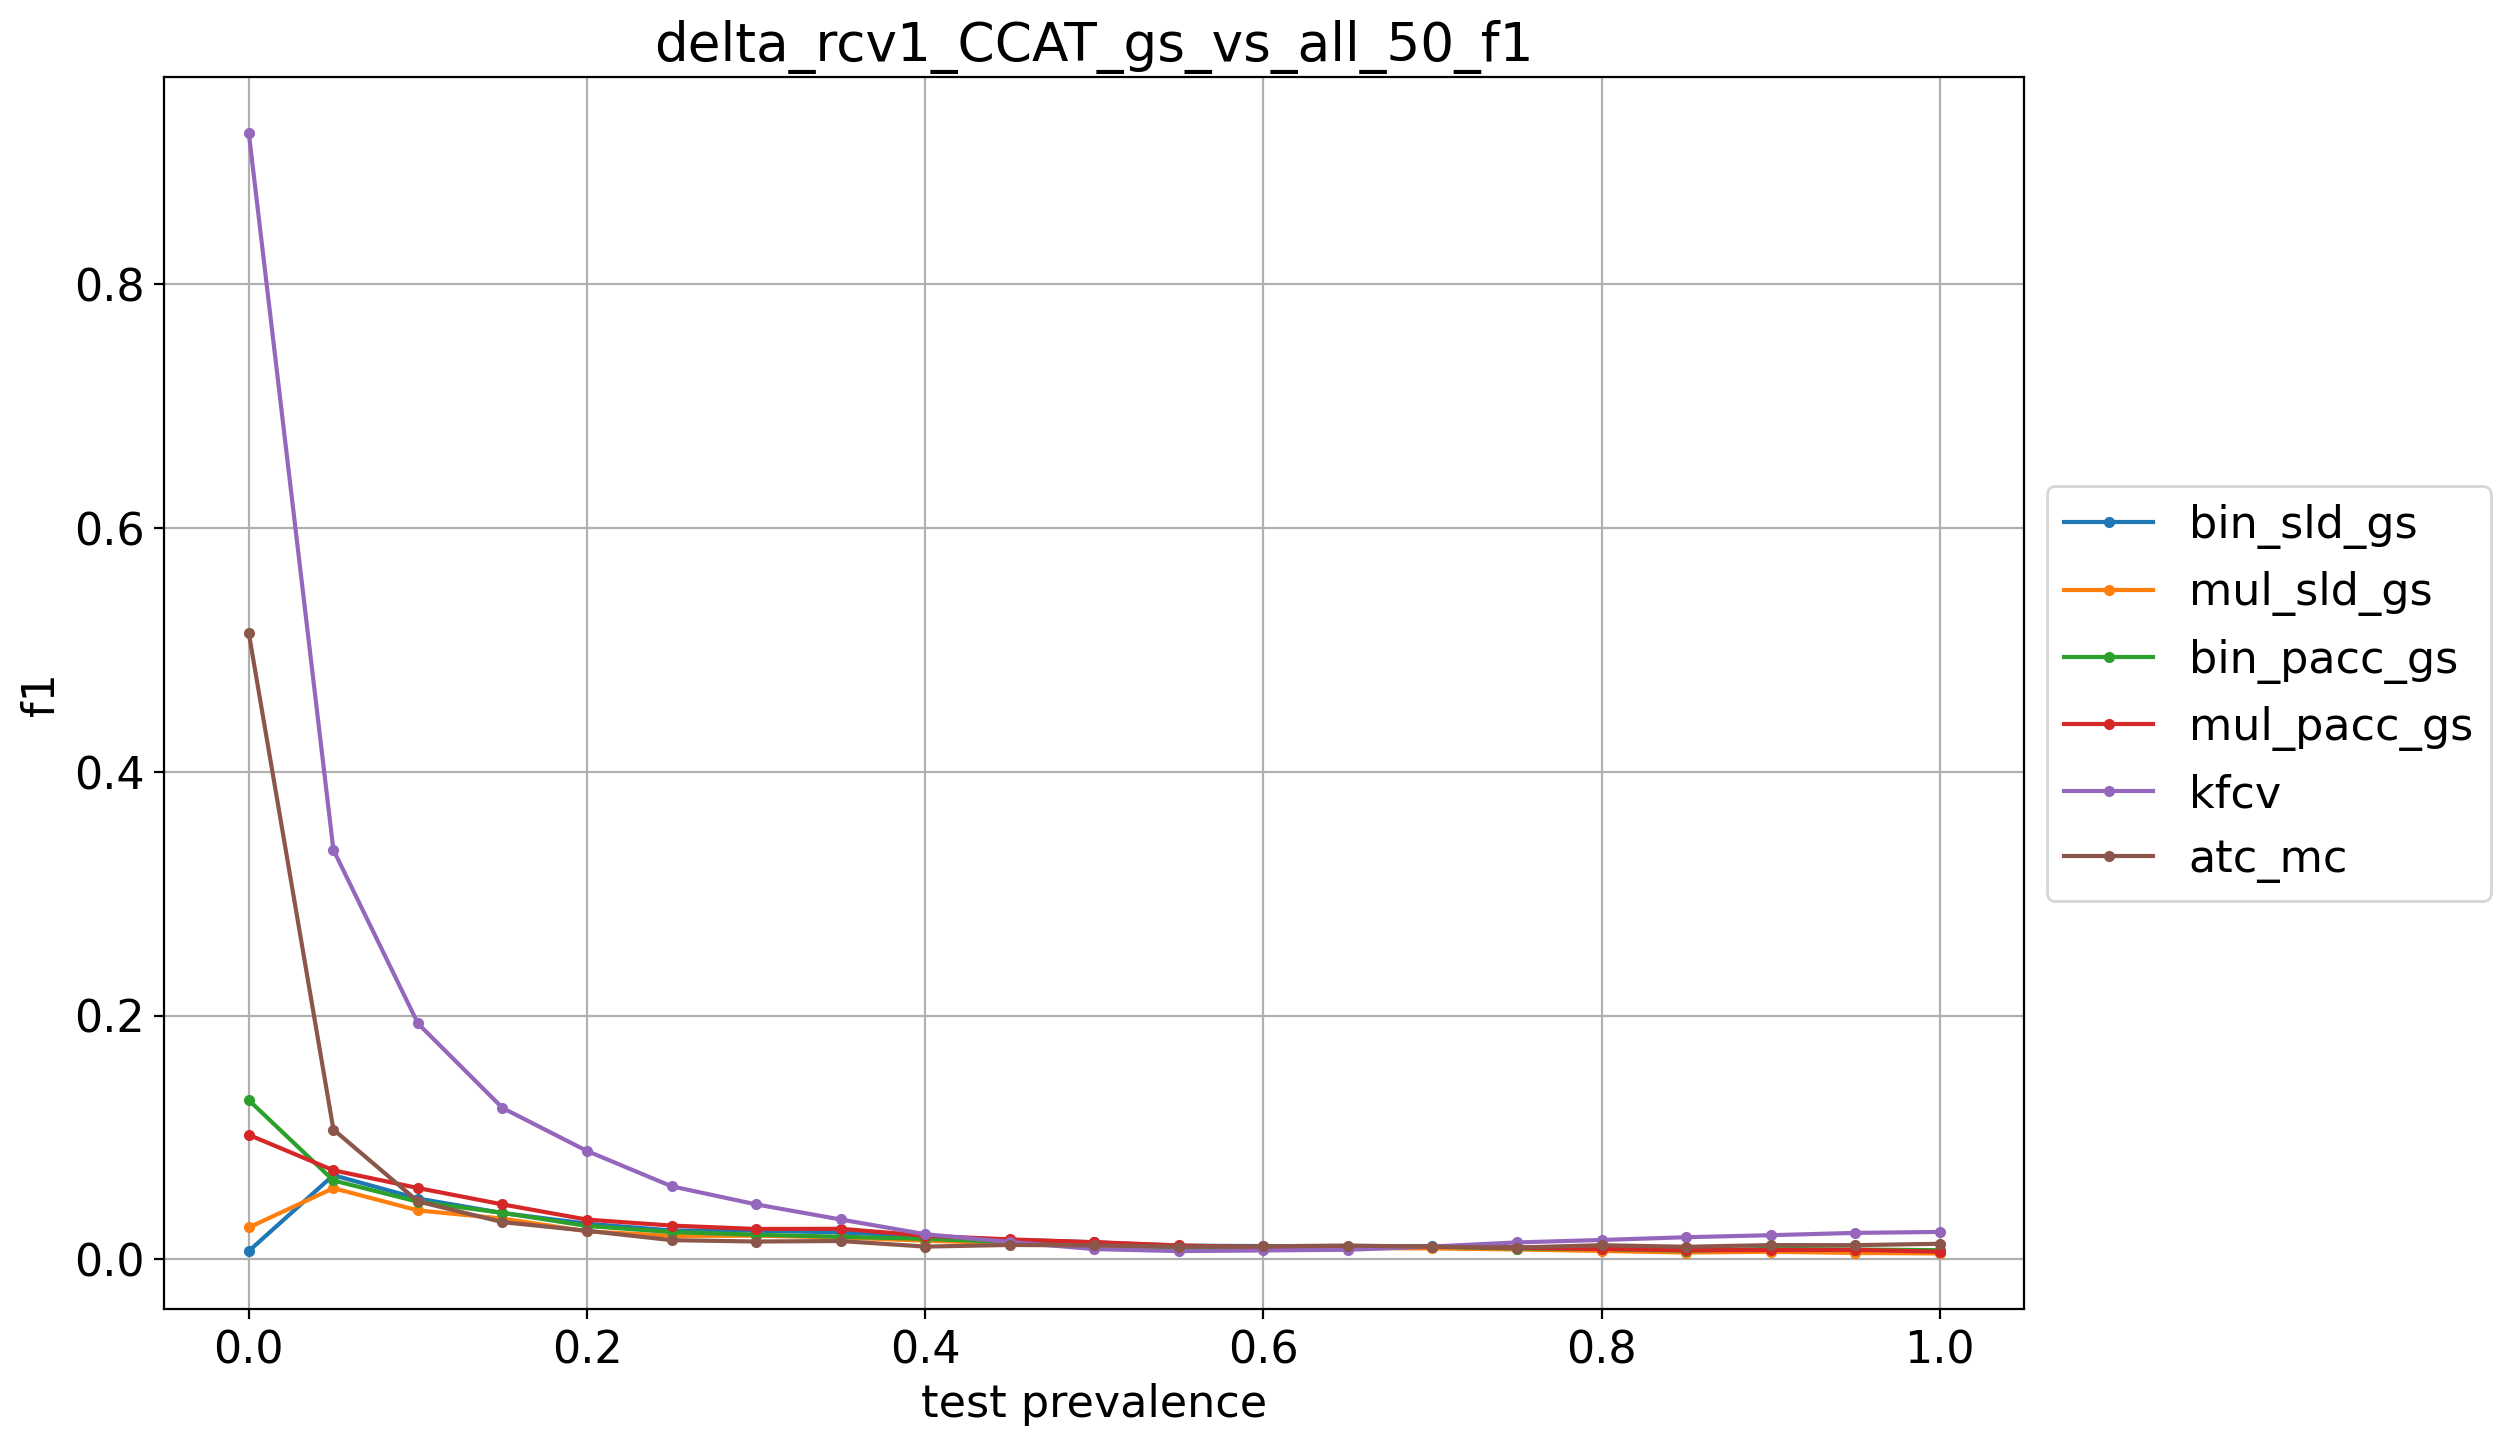 delta_rcv1_CCAT_gs_vs_all_50_f1
f1
0.8
0.6
0.4
0.2
0.0
0.0 0.2 0.4 0.6 0.8 1.0
test prevalence
bin_sld_gs
mul_sld_gs
bin_pacc_gs
mul_pacc_gs
kfcv
atc_mc